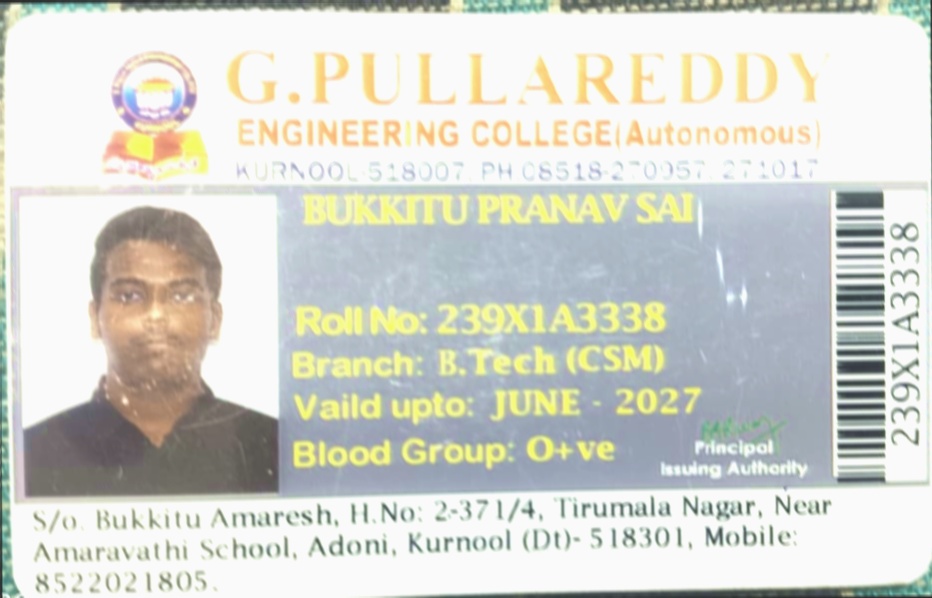 G.PULLAREDDY
ENGINEERING COLLEGE(Autonomous)
KURNOOL-518007. PH 08518-270957, 271017
BUKKITU PRANAV SAI
Roll No: 239X1A3338
Branch: B.Tech (CSM)
Vaild upto: JUNE - 2027
Blood Group: O+ve
Principal
Issuing Authority
239X1A3338
S/o. Bukkitu Amaresh, H.No: 2-371/4, Tirumala Nagar, Near
Amaravathi School, Adoni, Kurnool (Dt)- 518301, Mobile:
8522021805.